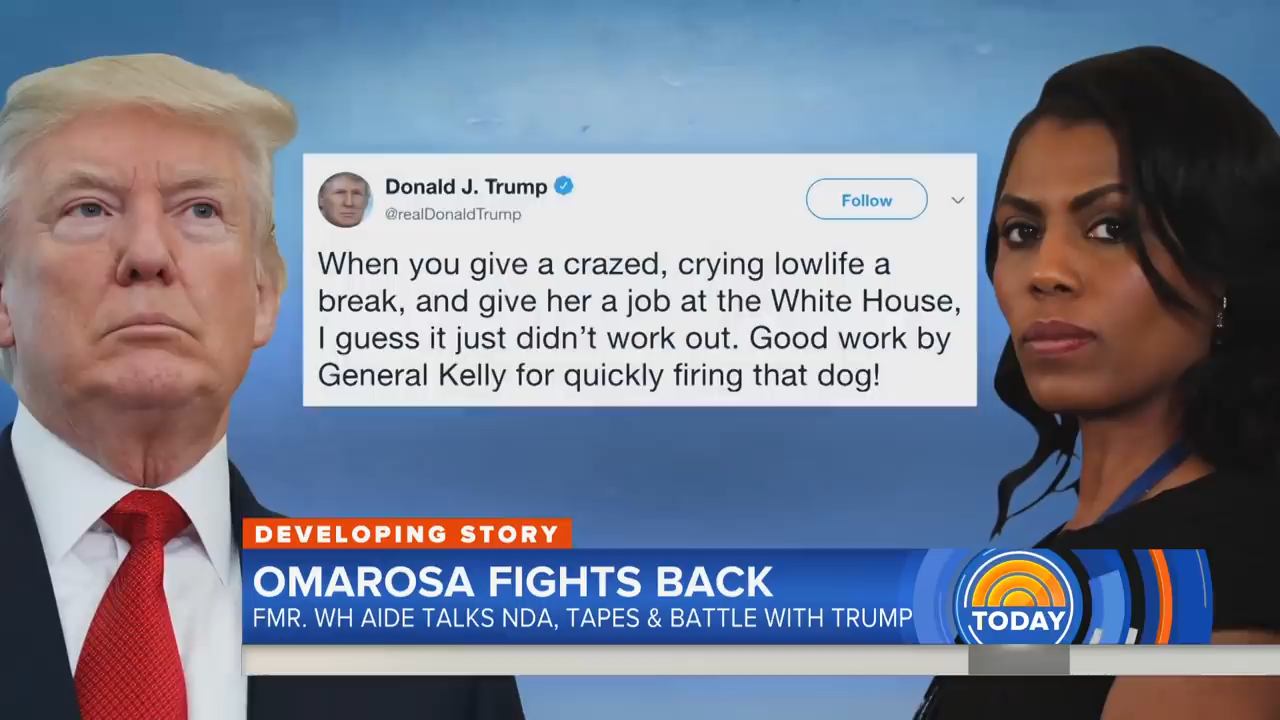 Donald J. Trump
@realDonaldTrump
Follow
When you give a crazed, crying lowlife a
break, and give her a job at the White House,
I guess it just didn’t work out. Good work by
General Kelly for quickly firing that dog!
DEVELOPING STORY
OMAROSA FIGHTS BACK
FMR. WH AIDE TALKS NDA, TAPES & BATTLE WITH TRUMP
TODAY